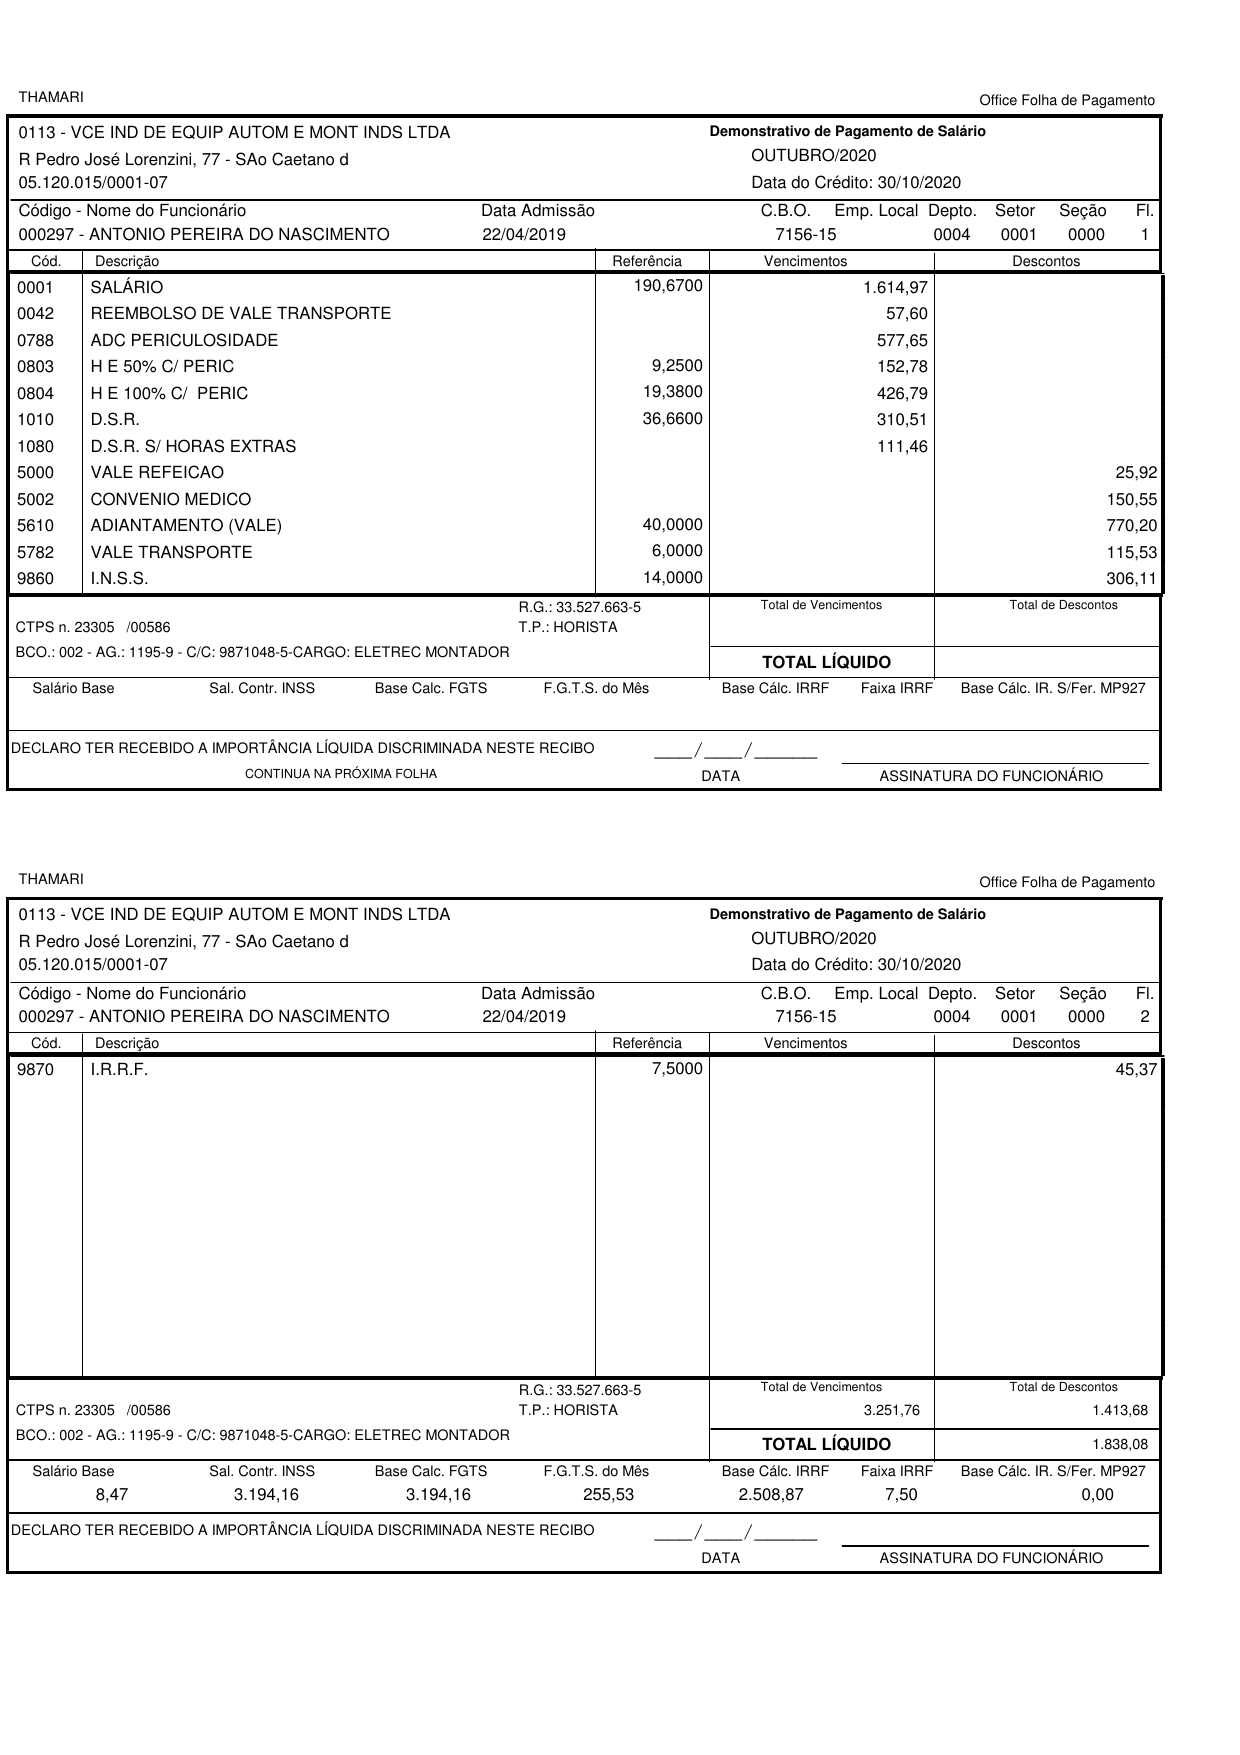 THAMARI
Office Folha de Pagamento
0113 - VCE IND DE EQUIP AUTOM E MONT INDS LTDA Demonstrativo de Pagamento de Salário
R Pedro José Lorenzini, 77 - SAo Caetano d OUTUBRO/2020
05.120.015/0001-07 Data do Crédito: 30/10/2020
Código - Nome do Funcionário Data Admissão C.B.O. Emp. Local Depto. Setor Seção Fl.
000297 - ANTONIO PEREIRA DO NASCIMENTO 22/04/2019 7156-15 0004 0001 0000 1
Cód. Descrição Referência Vencimentos Descontos
0001 SALÁRIO 190,6700 1.614,97
0042 REEMBOLSO DE VALE TRANSPORTE 57,60
0788 ADC PERICULOSIDADE 577,65
0803 H E 50% C/ PERIC 9,2500 152,78
0804 H E 100% C/ PERIC 19,3800 426,79
1010 D.S.R. 36,6600 310,51
1080 D.S.R. S/ HORAS EXTRAS 111,46
5000 VALE REFEICAO 25,92
5002 CONVENIO MEDICO 150,55
5610 ADIANTAMENTO (VALE) 40,0000 770,20
5782 VALE TRANSPORTE 6,0000 115,53
9860 I.N.S.S. 14,0000 306,11
R.G.: 33.527.663-5 Total de Vencimentos Total de Descontos
CTPS n. 23305 /00586 T.P.: HORISTA
BCO.: 002 - AG.: 1195-9 - C/C: 9871048-5-CARGO: ELETREC MONTADOR
TOTAL LÍQUIDO
Salário Base Sal. Contr. INSS Base Calc. FGTS F.G.T.S. do Mês Base Cálc. IRRF Faixa IRRF Base Cálc. IR. S/Fer. MP927
DECLARO TER RECEBIDO A IMPORTÂNCIA LÍQUIDA DISCRIMINADA NESTE RECIBO ____/____/_______
CONTINUA NA PRÓXIMA FOLHA DATA ASSINATURA DO FUNCIONÁRIO
THAMARI
Office Folha de Pagamento
0113 - VCE IND DE EQUIP AUTOM E MONT INDS LTDA Demonstrativo de Pagamento de Salário
R Pedro José Lorenzini, 77 - SAo Caetano d OUTUBRO/2020
05.120.015/0001-07 Data do Crédito: 30/10/2020
Código - Nome do Funcionário Data Admissão C.B.O. Emp. Local Depto. Setor Seção Fl.
000297 - ANTONIO PEREIRA DO NASCIMENTO 22/04/2019 7156-15 0004 0001 0000 2
Cód. Descrição Referência Vencimentos Descontos
9870 I.R.R.F. 7,5000 45,37
R.G.: 33.527.663-5 Total de Vencimentos Total de Descontos
CTPS n. 23305 /00586 T.P.: HORISTA 3.251,76 1.413,68
BCO.: 002 - AG.: 1195-9 - C/C: 9871048-5-CARGO: ELETREC MONTADOR
TOTAL LÍQUIDO 1.838,08
Salário Base Sal. Contr. INSS Base Calc. FGTS F.G.T.S. do Mês Base Cálc. IRRF Faixa IRRF Base Cálc. IR. S/Fer. MP927
8,47 3.194,16 3.194,16 255,53 2.508,87 7,50 0,00
DECLARO TER RECEBIDO A IMPORTÂNCIA LÍQUIDA DISCRIMINADA NESTE RECIBO ____/____/_______
DATA ASSINATURA DO FUNCIONÁRIO